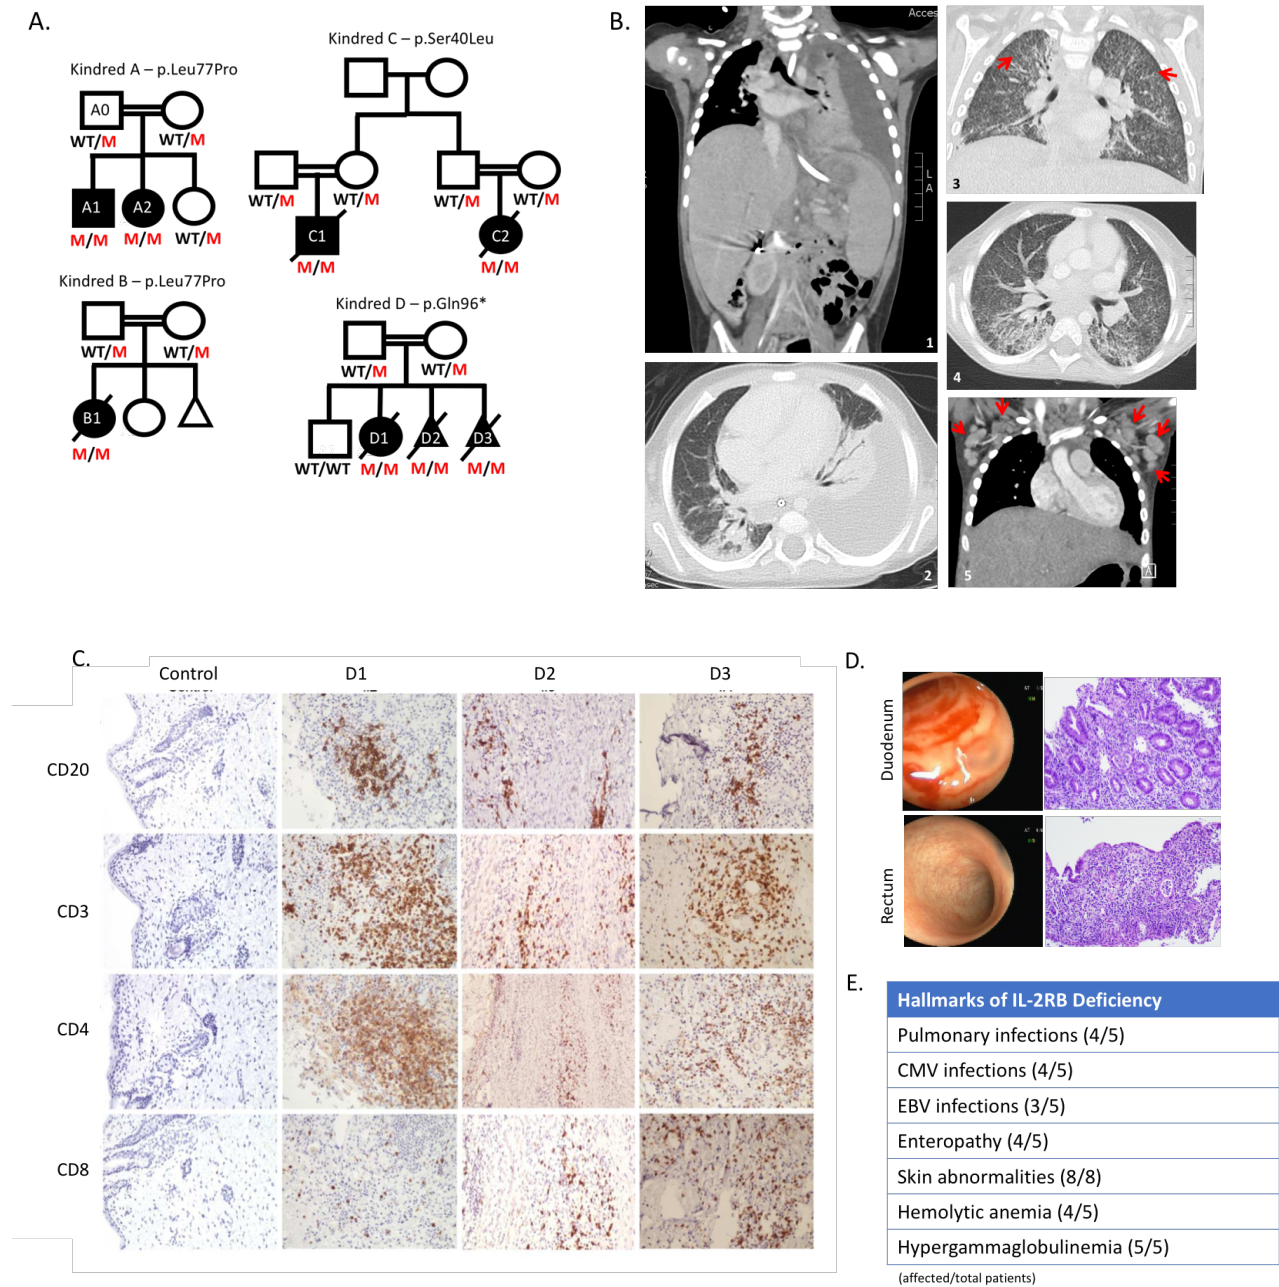 A.
Kindred A – p.Leu77Pro
A0
WT/M WT/M
A1 A2
M/M M/M WT/M
Kindred B – p.Leu77Pro
WT/M WT/M
B1
M/M
Kindred C – p.Ser40Leu
WT/M WT/M WT/M WT/M
C1 C2
M/M M/M
Kindred D – p.Gln96*
WT/M WT/M
D1 D2 D3
WT/WT M/M M/M M/M
B.
Acces
L
A
1
2
3
4
5
A
C.
Control D1 D2 D3
CD20
CD3
CD4
CD8
D.
Duodenum
Rectum
E.
Hallmarks of IL-2RB Deficiency
Pulmonary infections (4/5)
CMV infections (4/5)
EBV infections (3/5)
Enteropathy (4/5)
Skin abnormalities (8/8)
Hemolytic anemia (4/5)
Hypergammaglobulinemia (5/5)
(affected/total patients)